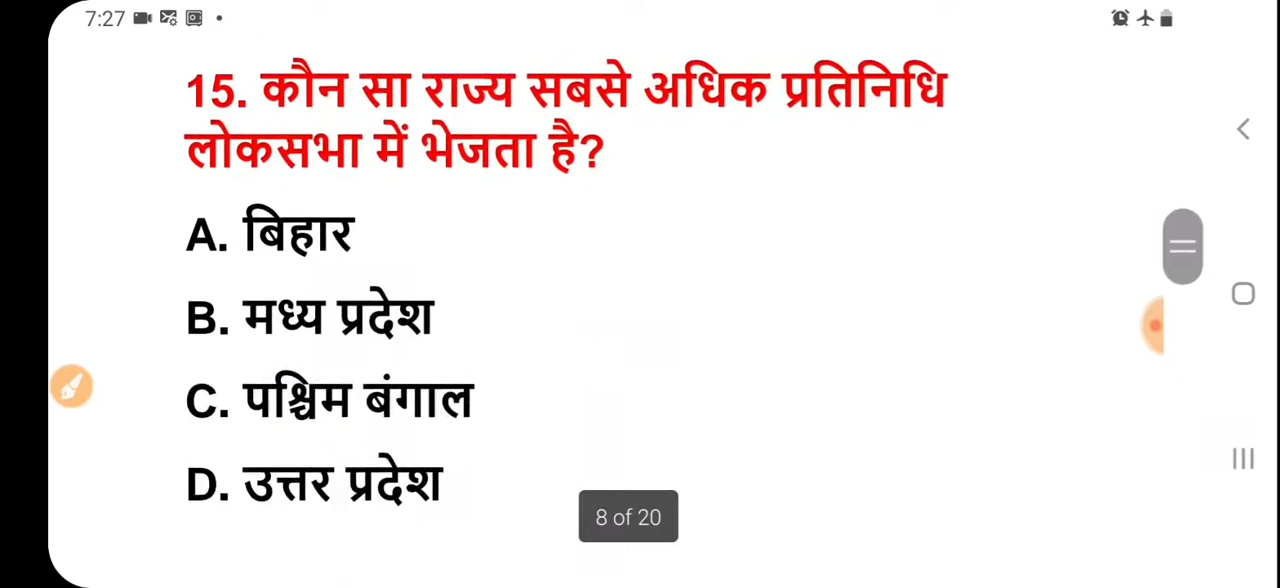 7:27
15. कौन सा राज्य सबसे अधिक प्रतिनिधि
लोकसभा में भेजता है?
A. बिहार
B. मध्य प्रदेश
C. पश्चिम बंगाल
D. उत्तर प्रदेश
8 of 20